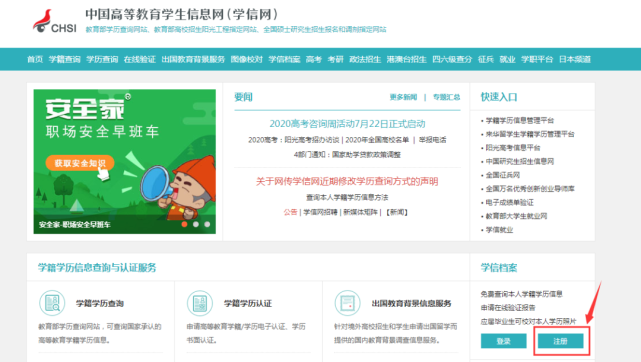 中国高等教育学生信息网(学信网)
CHSI
教育部学历查询网站、教育部高校招生阳光工程指定网站、全国硕士研究生招生报名和调剂指定网站
首页 学籍查询 学历查询 在线验证 出国教育背景服务 图像校对 学信档案 高考 考研 政法招生 港澳台招生 四六级查分 征兵 就业 学职平台 日本频道
安全家®
职场安全早班车
获取安全知识
安全家-职场安全早班车
要闻
更多新闻 | 专题汇总
2020高考咨询周活动7月22日正式启动
2020高考:阳光高考招办访谈 | 2020年全国高校名单 | 举报电话
4部门通知:国家助学贷款政策调整
关于网传学信网近期修改学历查询方式的声明
查询本人学籍学历信息方法
公告 | 学信网招聘 | 新媒体矩阵 | 【新闻】
快速入口
• 学籍学历信息管理平台
• 来华留学生学籍学历管理平台
• 阳光高考信息平台
• 中国研究生招生信息网
• 全国征兵网
• 全国万名优秀创新创业导师库
• 电子成绩单验证
• 教育部大学生就业网
• 学信就业
学籍学历信息查询与认证服务
学籍学历查询
教育部学历查询网站,可查询国家承认的高等教育学籍学历信息。
学籍学历认证
申请高等教育学籍/学历电子认证、学历书面认证。
出国教育背景信息服务
针对境外高校招生和学生申请出国留学而提供的国内教育背景调查信息服务。
学信档案
免费查询本人学籍学历信息
申请在线验证报告
应届毕业生可校对本人学历照片
登录
注册